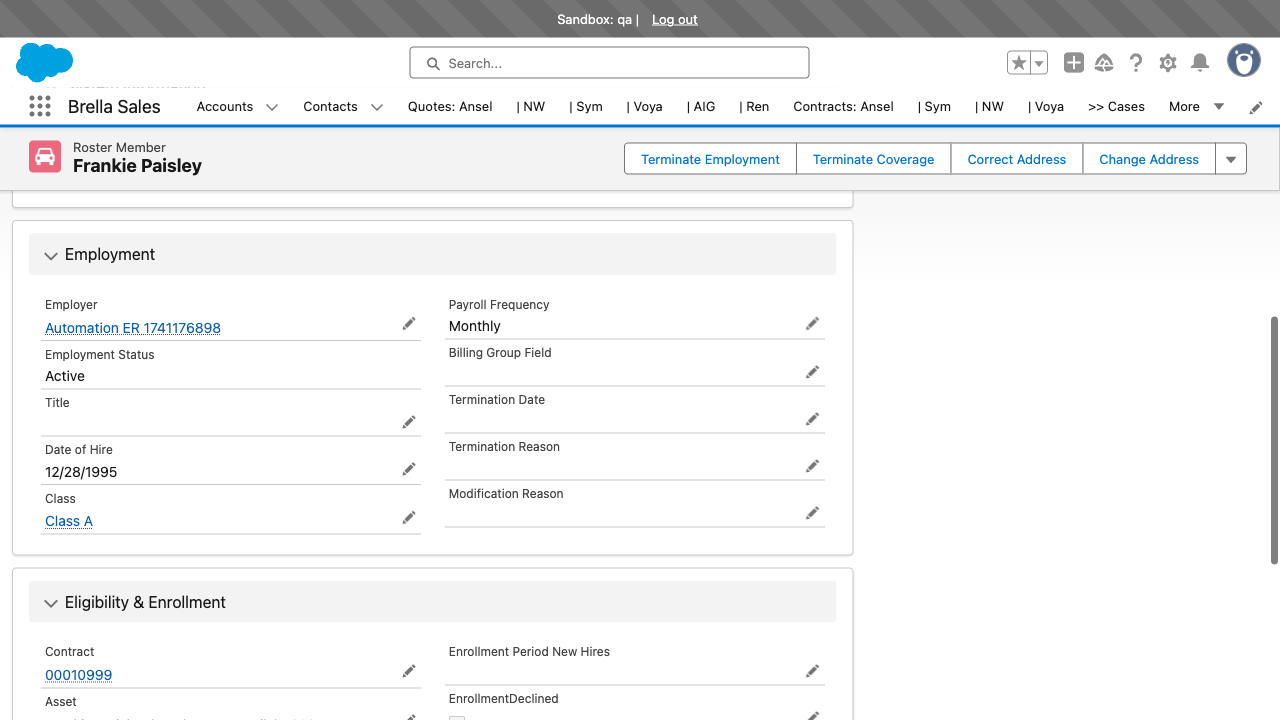 Sandbox: qa | Log out
Search...
Brella Sales
Accounts
Contacts
Quotes: Ansel
| NW
| Sym
| Voya
| AIG
| Ren
Contracts: Ansel
| Sym
| NW
| Voya
>> Cases
More
Roster Member
Frankie Paisley
Terminate Employment
Terminate Coverage
Correct Address
Change Address
Employment
Employer
Automation ER 1741176898
Employment Status
Active
Title
Date of Hire
12/28/1995
Class
Class A
Payroll Frequency
Monthly
Billing Group Field
Termination Date
Termination Reason
Modification Reason
Eligibility & Enrollment
Contract
00010999
Asset
Enrollment Period New Hires
EnrollmentDeclined